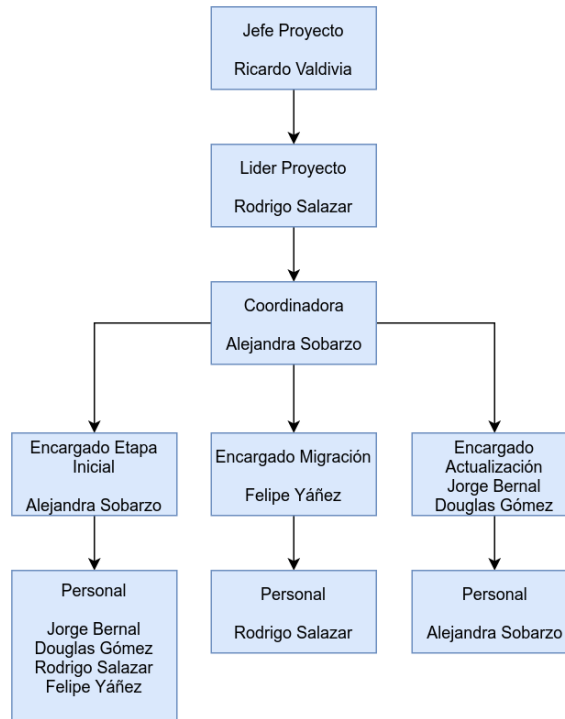 Jefe Proyecto
Ricardo Valdivia
Lider Proyecto
Rodrigo Salazar
Coordinadora
Alejandra Sobarzo
Encargado Etapa
Inicial
Alejandra Sobarzo
Encargado Migración
Felipe Yáñez
Encargado
Actualización
Jorge Bernal
Douglas Gómez
Personal
Jorge Bernal
Douglas Gómez
Rodrigo Salazar
Felipe Yáñez
Personal
Rodrigo Salazar
Personal
Alejandra Sobarzo